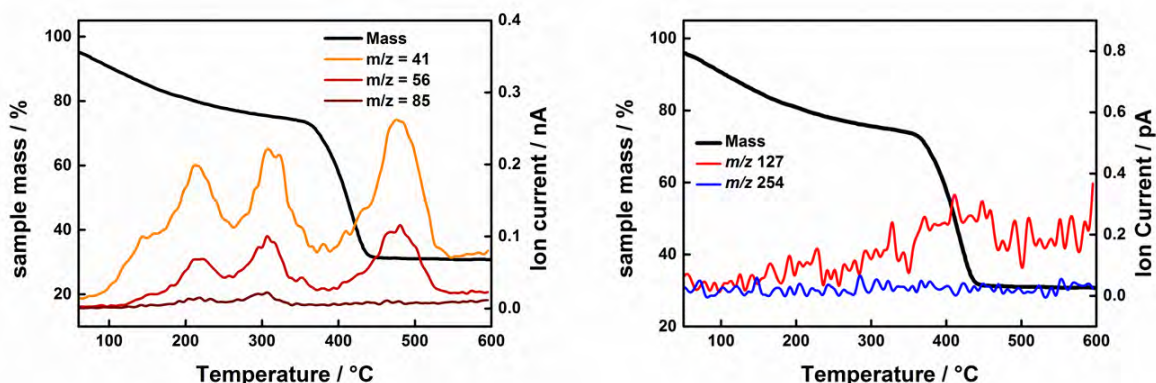 100
80
60
40
20
sample mass / %
Mass
m/z = 41
m/z = 56
m/z = 85
0.4
0.3
0.2
0.1
0.0
Ion current / nA
100 200 300 400 500 600
Temperature / °C
100
80
60
40
20
sample mass / %
Mass
m/z 127
m/z 254
0.8
0.6
0.4
0.2
0.0
Ion Current / pA
100 200 300 400 500 600
Temperature / °C